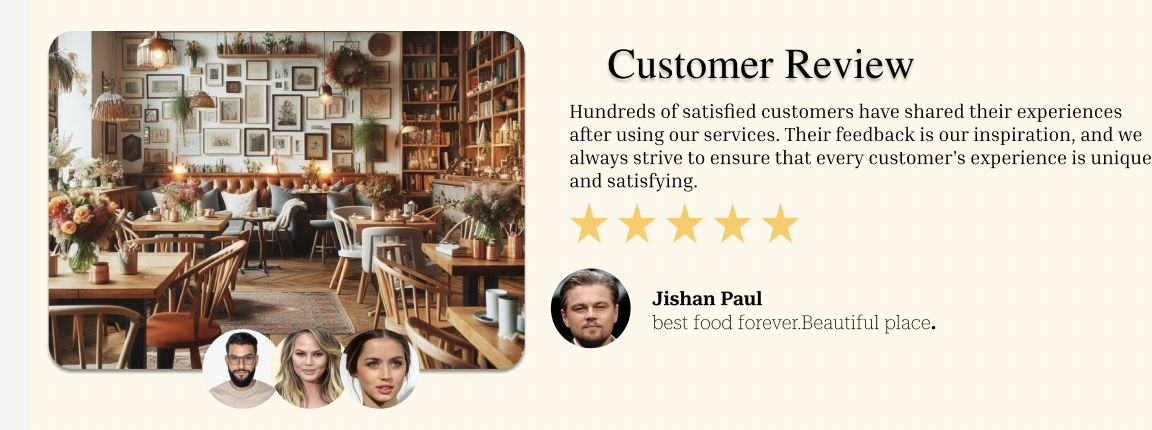 Customer Review
Hundreds of satisfied customers have shared their experiences
after using our services. Their feedback is our inspiration, and we
always strive to ensure that every customer's experience is unique
and satisfying.
Jishan Paul
best food forever.Beautiful place.